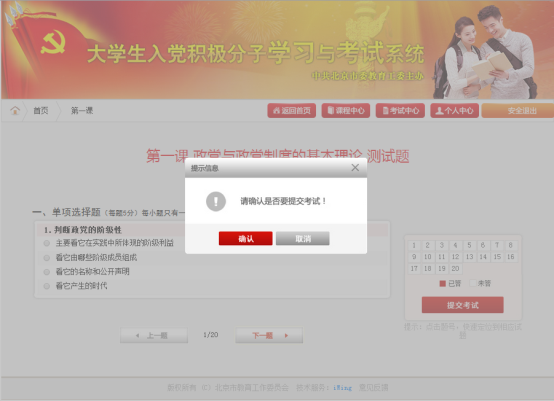 大学生入党积极分子学习与考试系统
中共北京市委教育工委主办
首页 第一课 返回首页 课程中心 考试中心 个人中心 安全退出
第一课 政党与政党制度的基本理论 测试题
提示信息
请确认是否要提交考试！
确认 取消
一、单项选择题（每题5分）每小题只有一
1. 判断政党的阶级性
主要看它在实践中所体现的阶级利益
看它由哪些阶级成员组成
看它的名称和公开声明
看它产生的时代
1 2 3 4 5 6 7 8
9 10 11 12 13 14 15 16
17 18 19 20
已答 未答
提交考试
提示：点击题号，快速定位到相应试题
上一题 1/20 下一题
版权所有 (C) 北京市教育工作委员会 技术服务：iRing 意见反馈